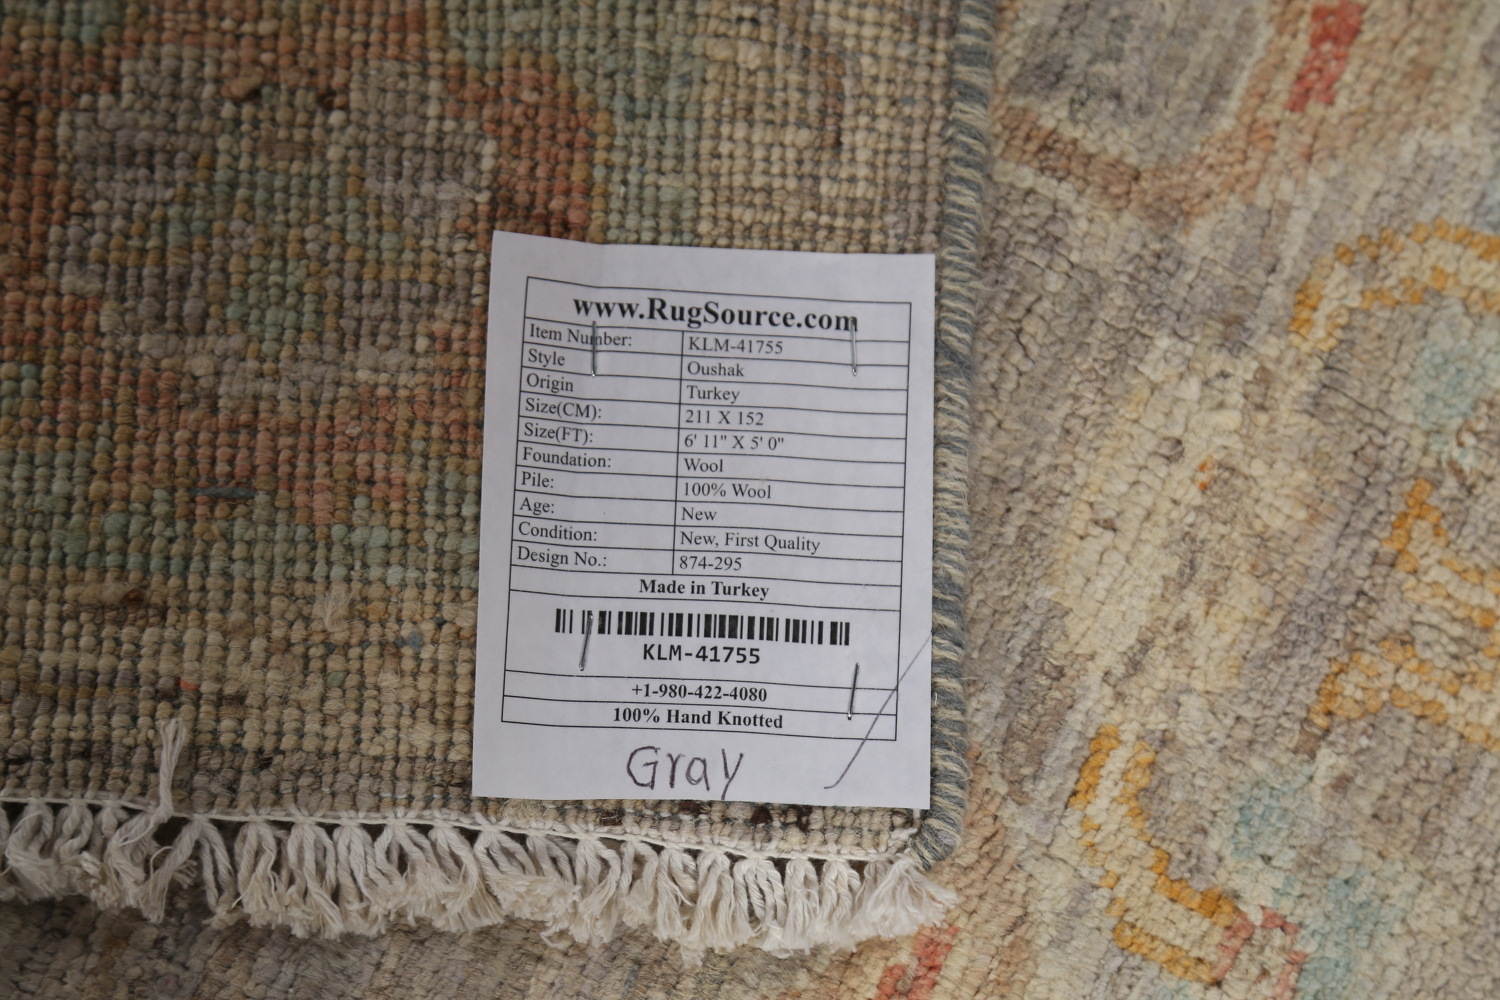 www.RugSource.com
Item Number: KLM-41755
Style Oushak
Origin Turkey
Size(CM): 211 X 152
Size(FT): 6' 11" X 5' 0"
Foundation: Wool
Pile: 100% Wool
Age: New
Condition: New, First Quality
Design No.: 874-295
Made in Turkey
KLM-41755
+1-980-422-4080
100% Hand Knotted
Gray